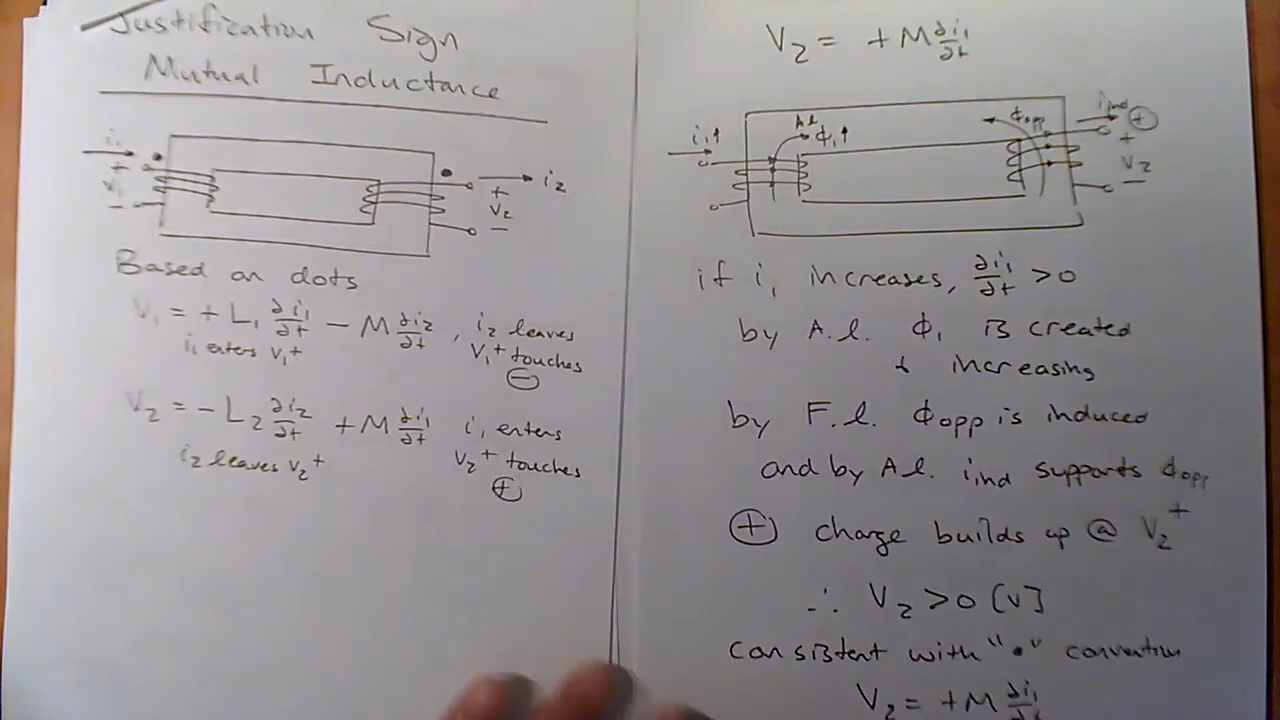 Justification Sign
Mutual Inductance
i₁
+
V₁
−
i₂
+
V₂
−
Based on dots
V₁ = + L₁ ∂i₁/∂t − M ∂i₂/∂t , i₂ leaves
i₁ enters V₁⁺ V₁⁺ touches
⊖
V₂ = − L₂ ∂i₂/∂t + M ∂i₁/∂t i₁ enters
i₂ leaves V₂⁺ V₂⁺ touches
⊕
V₂ = + M ∂i₁/∂t
i₁↑
A.l.
ϕ₁↑
ϕopp
iind
⊕
+
V₂
−
if i₁ increases, ∂i₁/∂t > 0
by A.l. ϕ₁ is created
+ increasing
by F.l. ϕopp is induced
and by A.l. iind supports ϕopp
⊕ charge builds up @ V₂⁺
∴ V₂ > 0 [V]
consistent with "•" convention
V₂ = + M ∂i₁/∂t